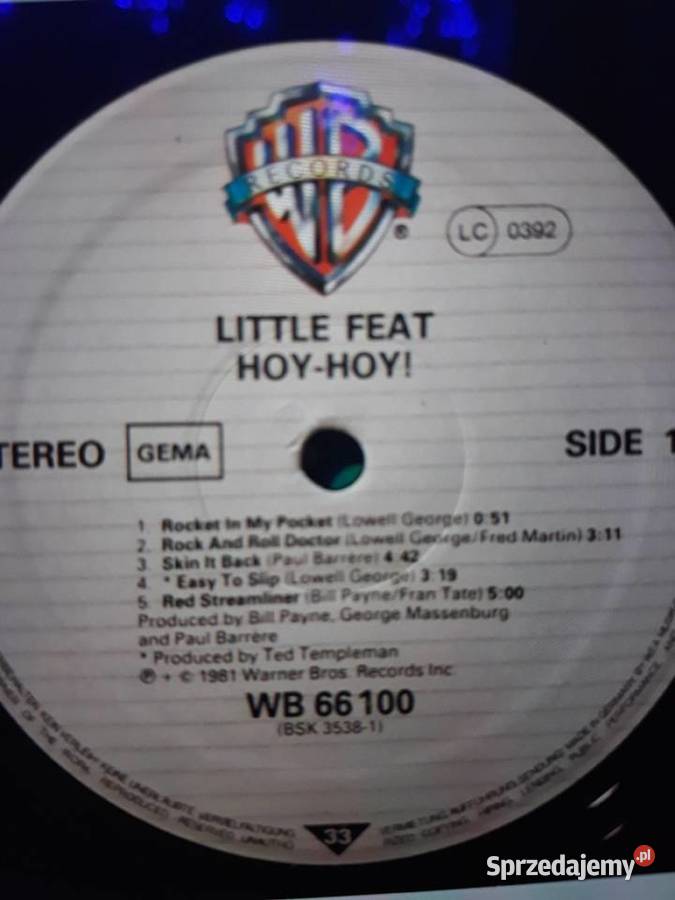 WB
RECORDS
®
LC 0392
LITTLE FEAT
HOY-HOY!
TEREO GEMA SIDE 1
1. Rocket In My Pocket (Lowell George) 0:51
2. Rock And Roll Doctor (Lowell George/Fred Martin) 3:11
3. Skin It Back (Paul Barrère) 4:42
4. * Easy To Slip (Lowell George) 3:19
5. Red Streamliner (Bill Payne/Fran Tate) 5:00
Produced by Bill Payne, George Massenburg
and Paul Barrère
* Produced by Ted Templeman
℗ + © 1981 Warner Bros. Records Inc.
WB 66 100
(BSK 3538-1)
33
Sprzedajemy.pl